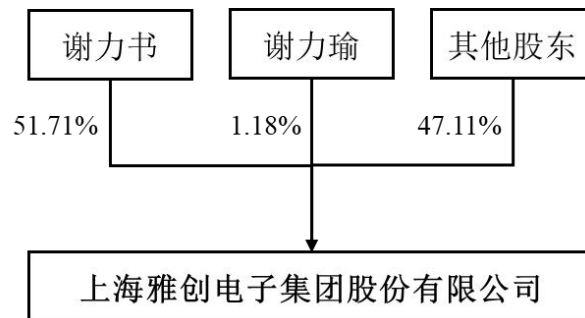 谢力书
谢力瑜
其他股东
51.71%
1.18%
47.11%
上海雅创电子集团股份有限公司